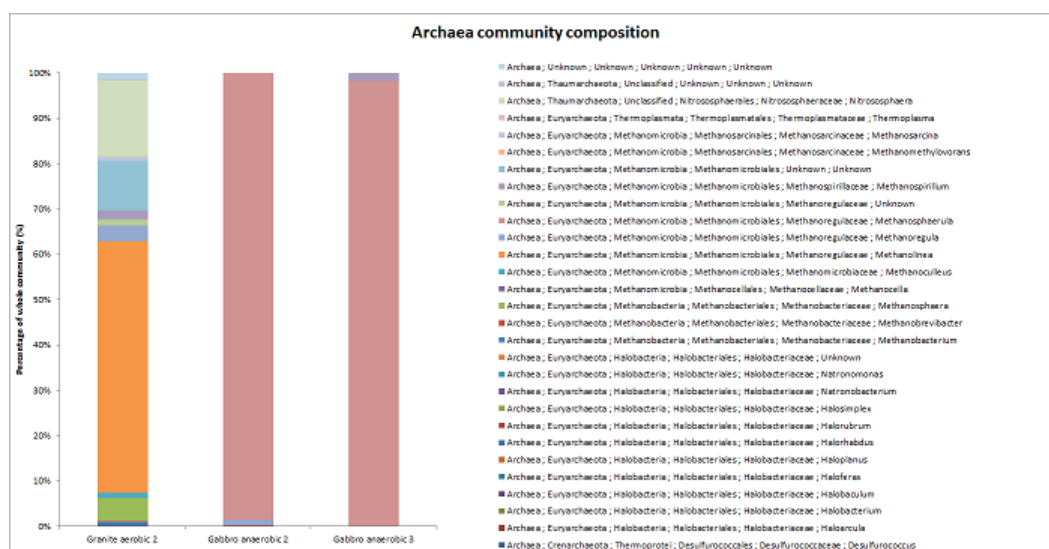 Archaea community composition
Percentage of whole community (%)
100%
90%
80%
70%
60%
50%
40%
30%
20%
10%
0%
Granite aerobic 2
Gabbro anaerobic 2
Gabbro anaerobic 3
Archaea ; Unknown ; Unknown ; Unknown ; Unknown ; Unknown
Archaea ; Thaumarchaeota ; Unclassified ; Unknown ; Unknown ; Unknown
Archaea ; Thaumarchaeota ; Unclassified ; Nitrososphaerales ; Nitrososphaeraceae ; Nitrososphaera
Archaea ; Euryarchaeota ; Thermoplasmata ; Thermoplasmatales ; Thermoplasmataceae ; Thermoplasma
Archaea ; Euryarchaeota ; Methanomicrobia ; Methanosarcinales ; Methanosarcinaceae ; Methanosarcina
Archaea ; Euryarchaeota ; Methanomicrobia ; Methanosarcinales ; Methanosarcinaceae ; Methanomethylovorans
Archaea ; Euryarchaeota ; Methanomicrobia ; Methanomicrobiales ; Unknown ; Unknown
Archaea ; Euryarchaeota ; Methanomicrobia ; Methanomicrobiales ; Methanospirillaceae ; Methanospirillum
Archaea ; Euryarchaeota ; Methanomicrobia ; Methanomicrobiales ; Methanoregulaceae ; Unknown
Archaea ; Euryarchaeota ; Methanomicrobia ; Methanomicrobiales ; Methanoregulaceae ; Methanosphaerula
Archaea ; Euryarchaeota ; Methanomicrobia ; Methanomicrobiales ; Methanoregulaceae ; Methanoregula
Archaea ; Euryarchaeota ; Methanomicrobia ; Methanomicrobiales ; Methanoregulaceae ; Methanolinea
Archaea ; Euryarchaeota ; Methanomicrobia ; Methanomicrobiales ; Methanomicrobiaceae ; Methanoculleus
Archaea ; Euryarchaeota ; Methanomicrobia ; Methanocellales ; Methanocellaceae ; Methanocella
Archaea ; Euryarchaeota ; Methanobacteria ; Methanobacteriales ; Methanobacteriaceae ; Methanosphaera
Archaea ; Euryarchaeota ; Methanobacteria ; Methanobacteriales ; Methanobacteriaceae ; Methanobrevibacter
Archaea ; Euryarchaeota ; Methanobacteria ; Methanobacteriales ; Methanobacteriaceae ; Methanobacterium
Archaea ; Euryarchaeota ; Halobacteria ; Halobacteriales ; Halobacteriaceae ; Unknown
Archaea ; Euryarchaeota ; Halobacteria ; Halobacteriales ; Halobacteriaceae ; Natronomonas
Archaea ; Euryarchaeota ; Halobacteria ; Halobacteriales ; Halobacteriaceae ; Natronobacterium
Archaea ; Euryarchaeota ; Halobacteria ; Halobacteriales ; Halobacteriaceae ; Halosimplex
Archaea ; Euryarchaeota ; Halobacteria ; Halobacteriales ; Halobacteriaceae ; Halorubrum
Archaea ; Euryarchaeota ; Halobacteria ; Halobacteriales ; Halobacteriaceae ; Halorhabdus
Archaea ; Euryarchaeota ; Halobacteria ; Halobacteriales ; Halobacteriaceae ; Haloplanus
Archaea ; Euryarchaeota ; Halobacteria ; Halobacteriales ; Halobacteriaceae ; Haloferax
Archaea ; Euryarchaeota ; Halobacteria ; Halobacteriales ; Halobacteriaceae ; Halobaculum
Archaea ; Euryarchaeota ; Halobacteria ; Halobacteriales ; Halobacteriaceae ; Halobacterium
Archaea ; Euryarchaeota ; Halobacteria ; Halobacteriales ; Halobacteriaceae ; Haloarcula
Archaea ; Crenarchaeota ; Thermoprotei ; Desulfurococcales ; Desulfurococcaceae ; Desulfurococcus